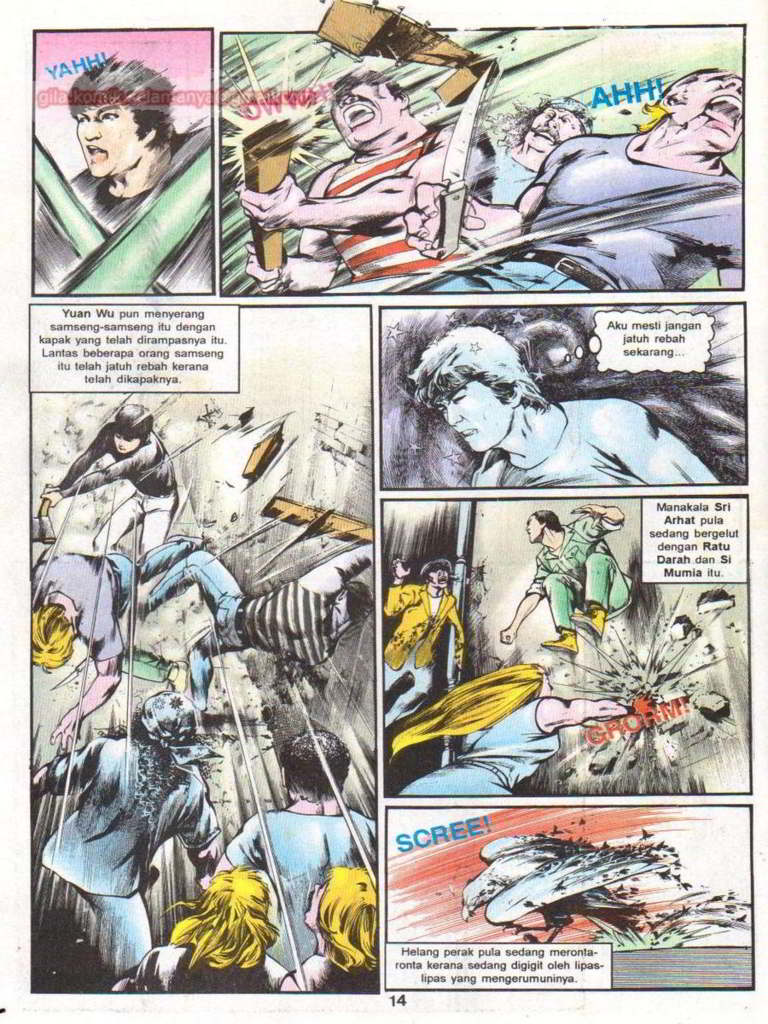 YAHH!
AHH!
Yuan Wu pun menyerang
samseng-samseng itu dengan
kapak yang telah dirampasnya itu.
Lantas beberapa orang samseng
itu telah jatuh rebah kerana
telah dikapaknya.
Aku mesti jangan
jatuh rebah
sekarang...
Manakala Sri
Arhat pula
sedang bergelut
dengan Ratu
Darah dan Si
Mumia itu.
GRORM!
SCREE!
Helang perak pula sedang meronta-
ronta kerana sedang digigit oleh lipas-
lipas yang mengerumuninya.
14